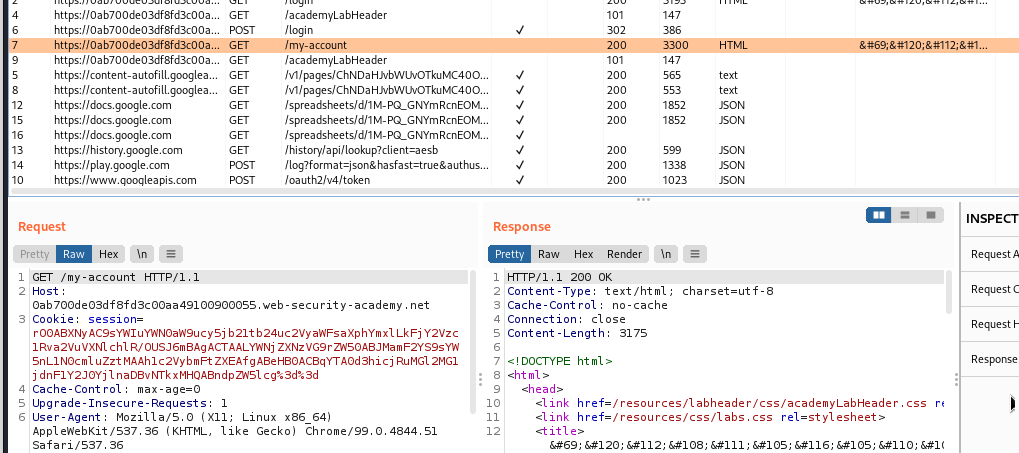 2 https://0ab700de03df8fd3c00a... GET /login 200 3195 HTML &#69;&#120;&#112;&#1...
4 https://0ab700de03df8fd3c00a... GET /academyLabHeader 101 147
6 https://0ab700de03df8fd3c00a... POST /login ✓ 302 386
7 https://0ab700de03df8fd3c00a... GET /my-account 200 3300 HTML &#69;&#120;&#112;&#1...
9 https://0ab700de03df8fd3c00a... GET /academyLabHeader 101 147
5 https://content-autofill.googlea... GET /v1/pages/ChNDaHJvbWUvOTkuMC40O... ✓ 200 565 text
8 https://content-autofill.googlea... GET /v1/pages/ChNDaHJvbWUvOTkuMC40O... ✓ 200 553 text
12 https://docs.google.com GET /spreadsheets/d/1M-PQ_GNYmRcnEOM... ✓ 200 1852 JSON
15 https://docs.google.com GET /spreadsheets/d/1M-PQ_GNYmRcnEOM... ✓ 200 1852 JSON
16 https://docs.google.com GET /spreadsheets/d/1M-PQ_GNYmRcnEOM... ✓
13 https://history.google.com GET /history/api/lookup?client=aesb ✓ 200 599 JSON
14 https://play.google.com POST /log?format=json&hasfast=true&authus... ✓ 200 1338 JSON
10 https://www.googleapis.com POST /oauth2/v4/token ✓ 200 1023 JSON
Request
Pretty Raw Hex \n
1 GET /my-account HTTP/1.1
2 Host:
0ab700de03df8fd3c00aa49100900055.web-security-academy.net
3 Cookie: session=
rO0ABXNyAC9sYWIuYWN0aW9ucy5jb21tb24uc2VyaWFsaXphYmxlLkFjY2Vzc
1Rva2VuVXNlchlR/OUSJ6mBAgACTAALYWNjZXNzVG9rZW50ABJMamF2YS9sYW
5nL1N0cmluZztMAAh1c2VybmFtZXEAfgABeHB0ACBqYTA0d3hicjRuMGl2MG1
jdnF1Y2J0YjlnaDBvNTkxMHQABndpZW5lcg%3d%3d
4 Cache-Control: max-age=0
5 Upgrade-Insecure-Requests: 1
6 User-Agent: Mozilla/5.0 (X11; Linux x86_64)
AppleWebKit/537.36 (KHTML, like Gecko) Chrome/99.0.4844.51
Safari/537.36
Response
Pretty Raw Hex Render \n
1 HTTP/1.1 200 OK
2 Content-Type: text/html; charset=utf-8
3 Cache-Control: no-cache
4 Connection: close
5 Content-Length: 3175
6
7 <!DOCTYPE html>
8 <html>
9 <head>
10 <link href=/resources/labheader/css/academyLabHeader.css re
11 <link href=/resources/css/labs.css rel=stylesheet>
12 <title>
&#69;&#120;&#112;&#108;&#111;&#105;&#116;&#105;&#110;&#10
INSPECT
Request A
Request C
Request H
Response